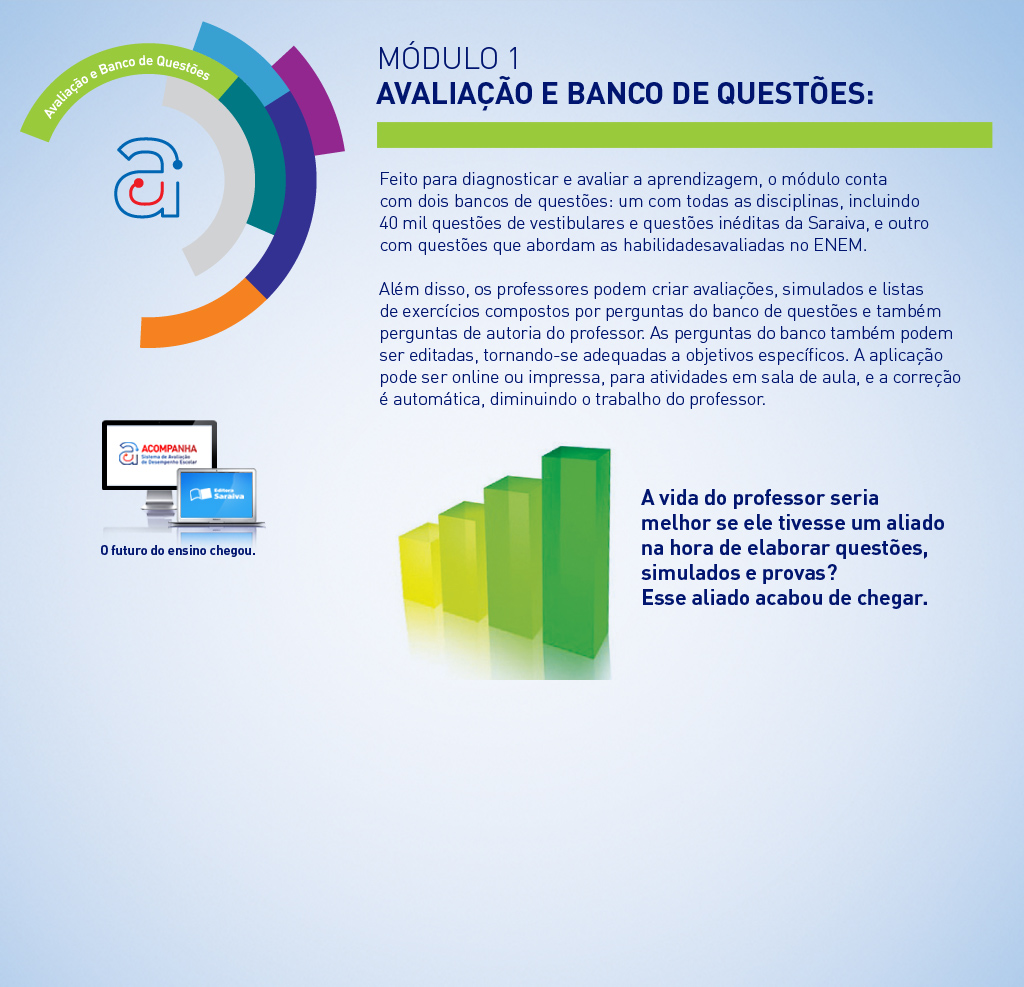 Avaliação e Banco de Questões
MÓDULO 1
AVALIAÇÃO E BANCO DE QUESTÕES:
Feito para diagnosticar e avaliar a aprendizagem, o módulo conta
com dois bancos de questões: um com todas as disciplinas, incluindo
40 mil questões de vestibulares e questões inéditas da Saraiva, e outro
com questões que abordam as habilidadesavaliadas no ENEM.
Além disso, os professores podem criar avaliações, simulados e listas
de exercícios compostos por perguntas do banco de questões e também
perguntas de autoria do professor. As perguntas do banco também podem
ser editadas, tornando-se adequadas a objetivos específicos. A aplicação
pode ser online ou impressa, para atividades em sala de aula, e a correção
é automática, diminuindo o trabalho do professor.
ACOMPANHA
Sistema de Avaliação
do Desempenho Escolar
Editora
Saraiva
O futuro do ensino chegou.
A vida do professor seria
melhor se ele tivesse um aliado
na hora de elaborar questões,
simulados e provas?
Esse aliado acabou de chegar.